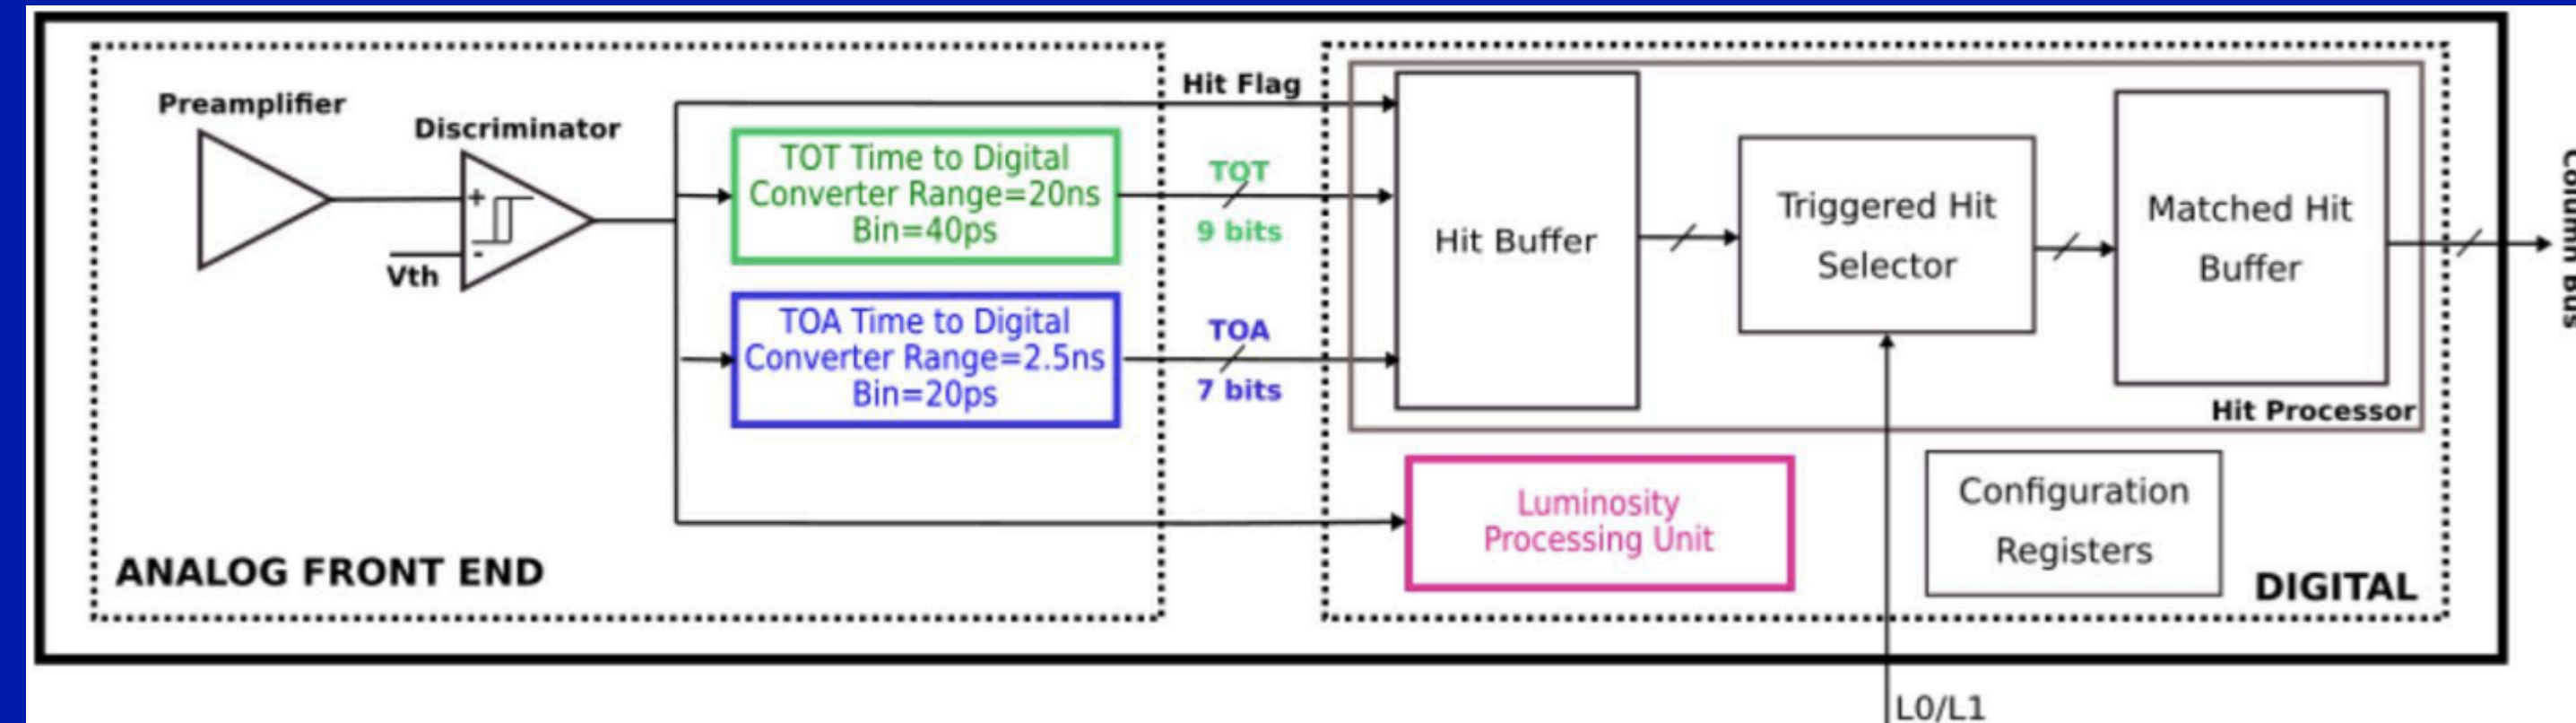 Preamplifier
Discriminator
+
-
Vth
TOT Time to Digital
Converter Range=20ns
Bin=40ps
TOA Time to Digital
Converter Range=2.5ns
Bin=20ps
ANALOG FRONT END
Hit Flag
TOT
9 bits
TOA
7 bits
Hit Buffer
Triggered Hit
Selector
Matched Hit
Buffer
Hit Processor
Luminosity
Processing Unit
Configuration
Registers
DIGITAL
L0/L1
Column Bus